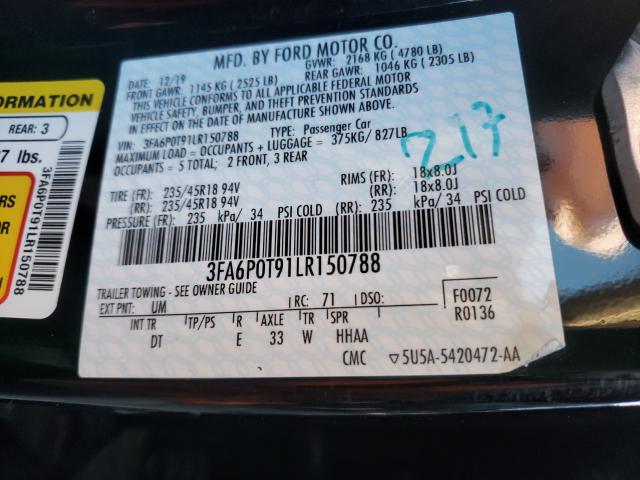 MFD. BY FORD MOTOR CO.
12/19 GVWR: 2168 KG ( 4780 LB)
FRONT GAWR: 1145 KG ( 2525 LB) REAR GAWR: 1046 KG ( 2305 LB)
THIS VEHICLE CONFORMS TO ALL APPLICABLE FEDERAL MOTOR
VEHICLE SAFETY, BUMPER, AND THEFT PREVENTION STANDARDS
IN EFFECT ON THE DATE OF MANUFACTURE SHOWN ABOVE.
VIN: 3FA6P0T91LR150788 TYPE: Passenger Car
MAXIMUM LOAD = OCCUPANTS + LUGGAGE = 375KG/ 827LB
OCCUPANTS = 5 TOTAL: 2 FRONT, 3 REAR
217
TIRE (FR): 235/45R18 94V RIMS (FR): 18x8.0J
(RR): 235/45R18 94V (RR): 18x8.0J
PRESSURE (FR): 235 kPa/ 34 PSI COLD (RR): 235 kPa/ 34 PSI COLD
3FA6P0T91LR150788
TRAILER TOWING - SEE OWNER GUIDE
EXT PNT: UM RC: 71 DSO: F0072
R0136
INT TR TP/PS R AXLE TR SPR
DT E 33 W HHAA
CMC ▽5U5A-5420472-AA
FORMATION
REAR: 3
7 lbs.
3FA6P0T91LR150788